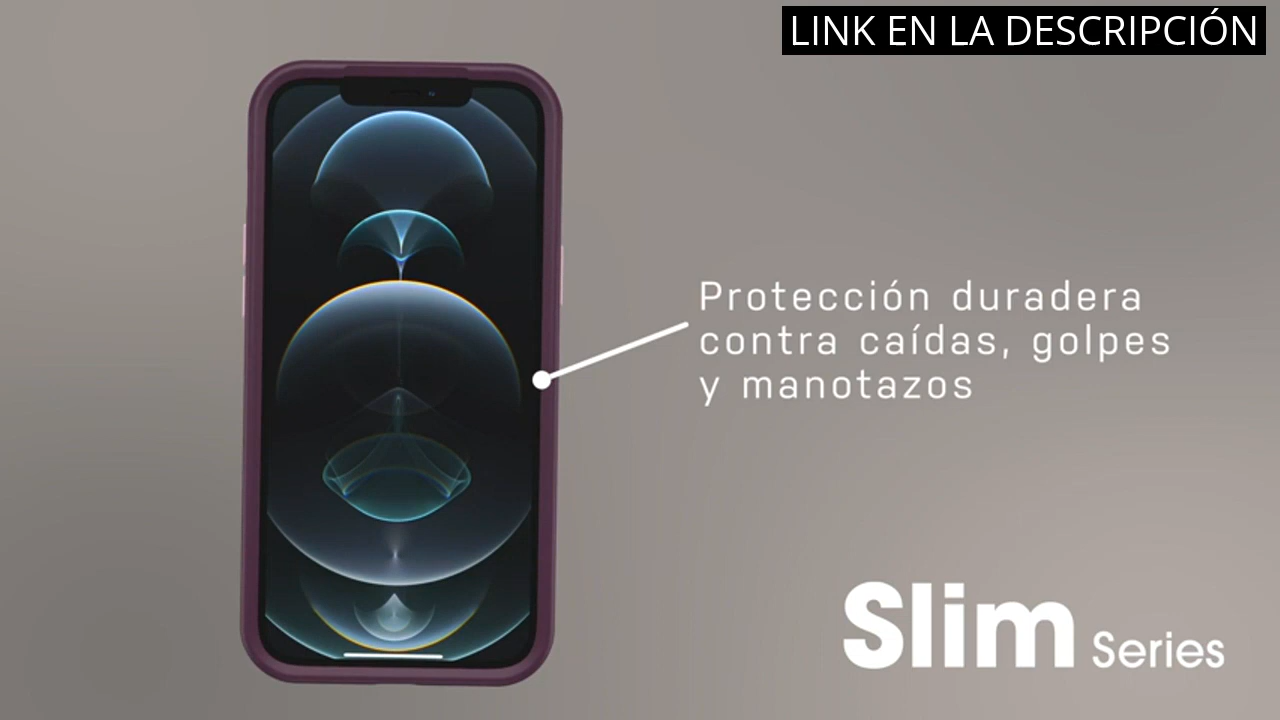 LINK EN LA DESCRIPCIÓN
Protección duradera
contra caídas, golpes
y manotazos
Slim Series